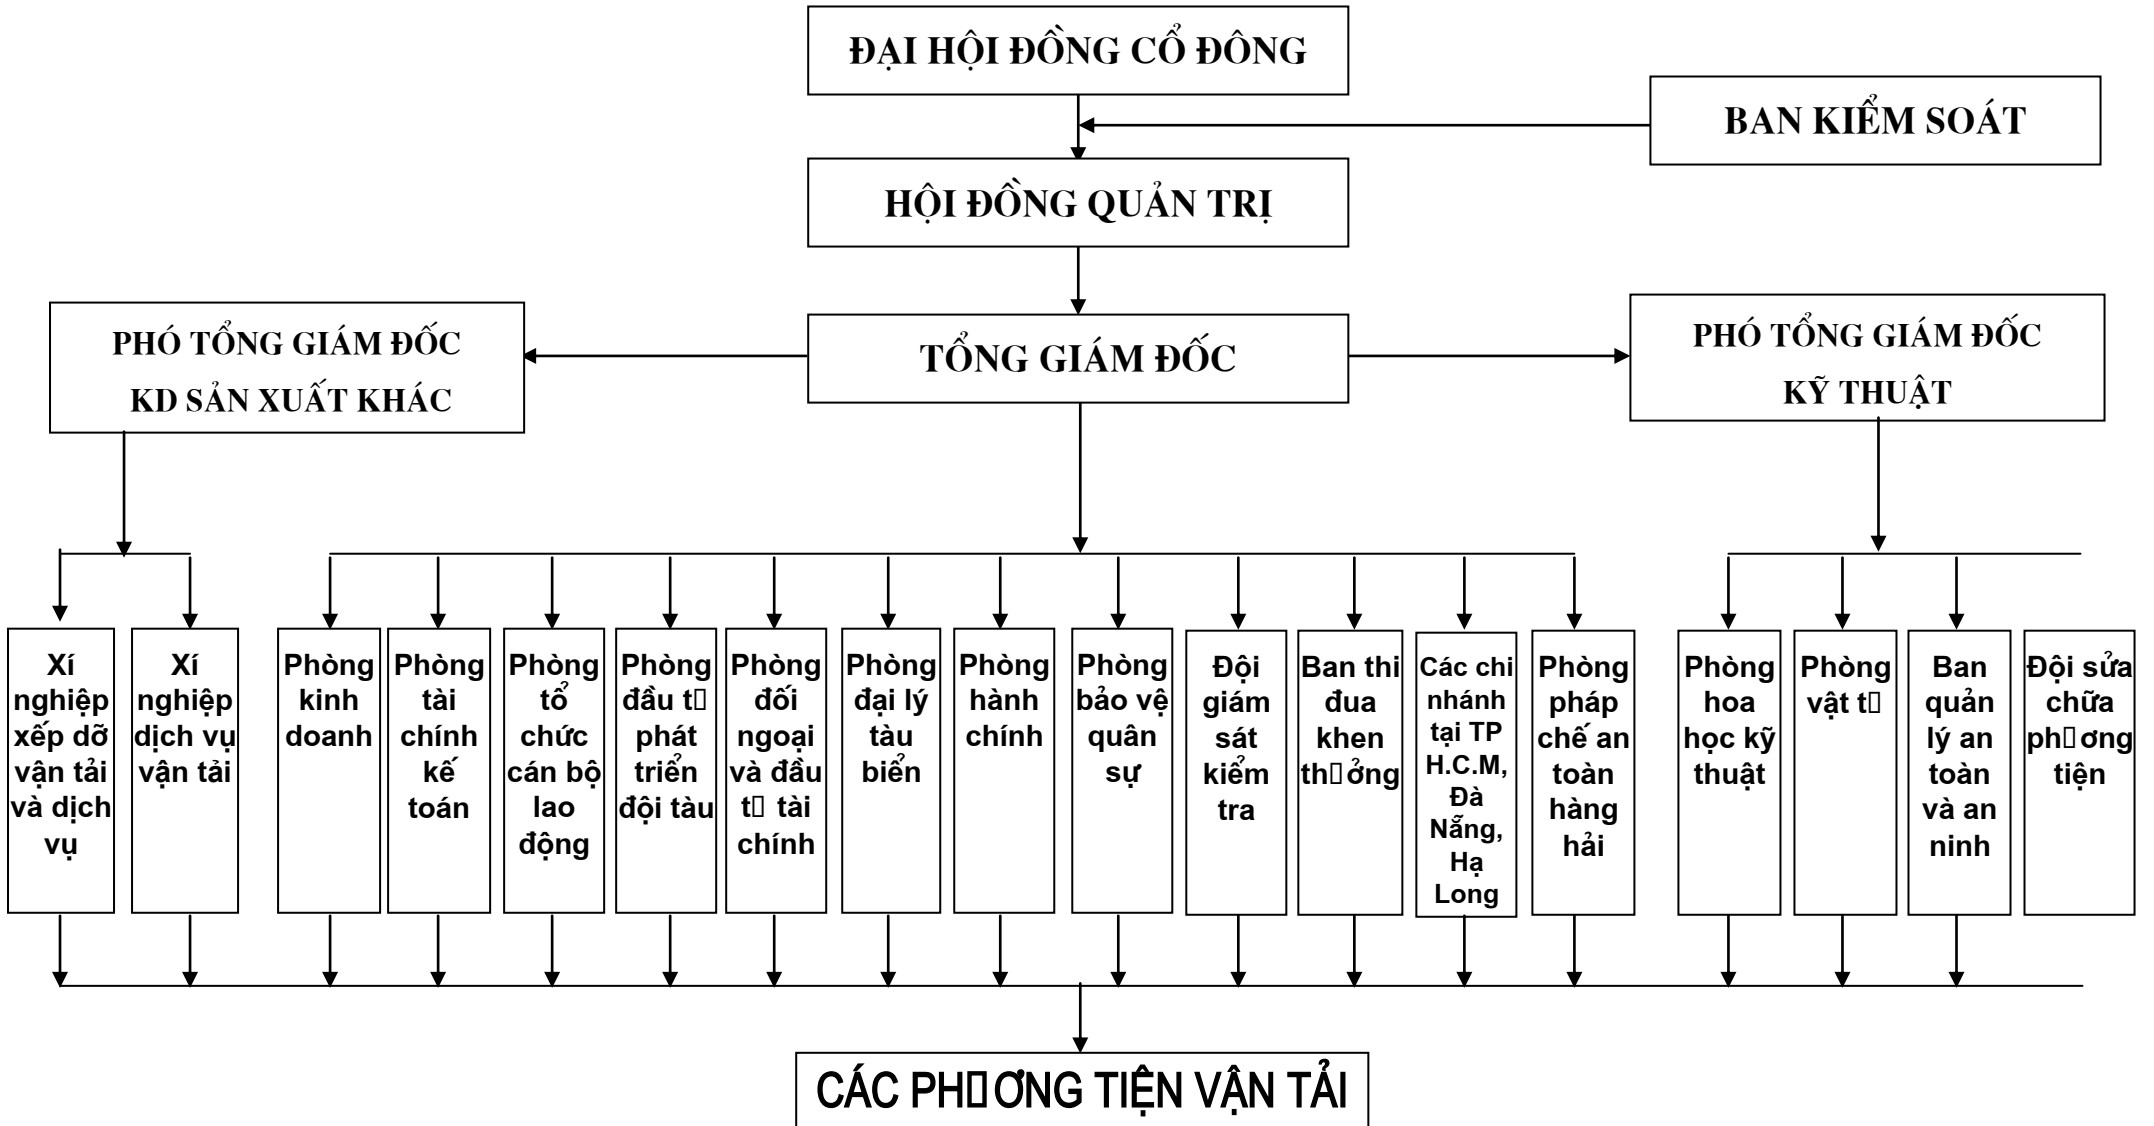 ĐẠI HỘI ĐỒNG CỔ ĐÔNG
BAN KIỂM SOÁT
HỘI ĐỒNG QUẢN TRỊ
PHÓ TỔNG GIÁM ĐỐC
KD SẢN XUẤT KHÁC
TỔNG GIÁM ĐỐC
PHÓ TỔNG GIÁM ĐỐC
KỸ THUẬT
Xí
nghiệp
xếp dỡ
vận tải
và dịch
vụ
Xí
nghiệp
dịch vụ
vận tải
Phòng
kinh
doanh
Phòng
tài
chính
kế
toán
Phòng
tổ
chức
cán bộ
lao
động
Phòng
đầu t□
phát
triển
đội tàu
Phòng
đối
ngoại
và đầu
t□ tài
chính
Phòng
đại lý
tàu
biển
Phòng
hành
chính
Phòng
bảo vệ
quân
sự
Đội
giám
sát
kiểm
tra
Ban thi
đua
khen
th□ởng
Các chi
nhánh
tại TP
H.C.M,
Đà
Nẵng,
Hạ
Long
Phòng
pháp
chế an
toàn
hàng
hải
Phòng
hoa
học kỹ
thuật
Phòng
vật t□
Ban
quản
lý an
toàn
và an
ninh
Đội sửa
chữa
ph□ơng
tiện
CÁC PH□ƠNG TIỆN VẬN TẢI